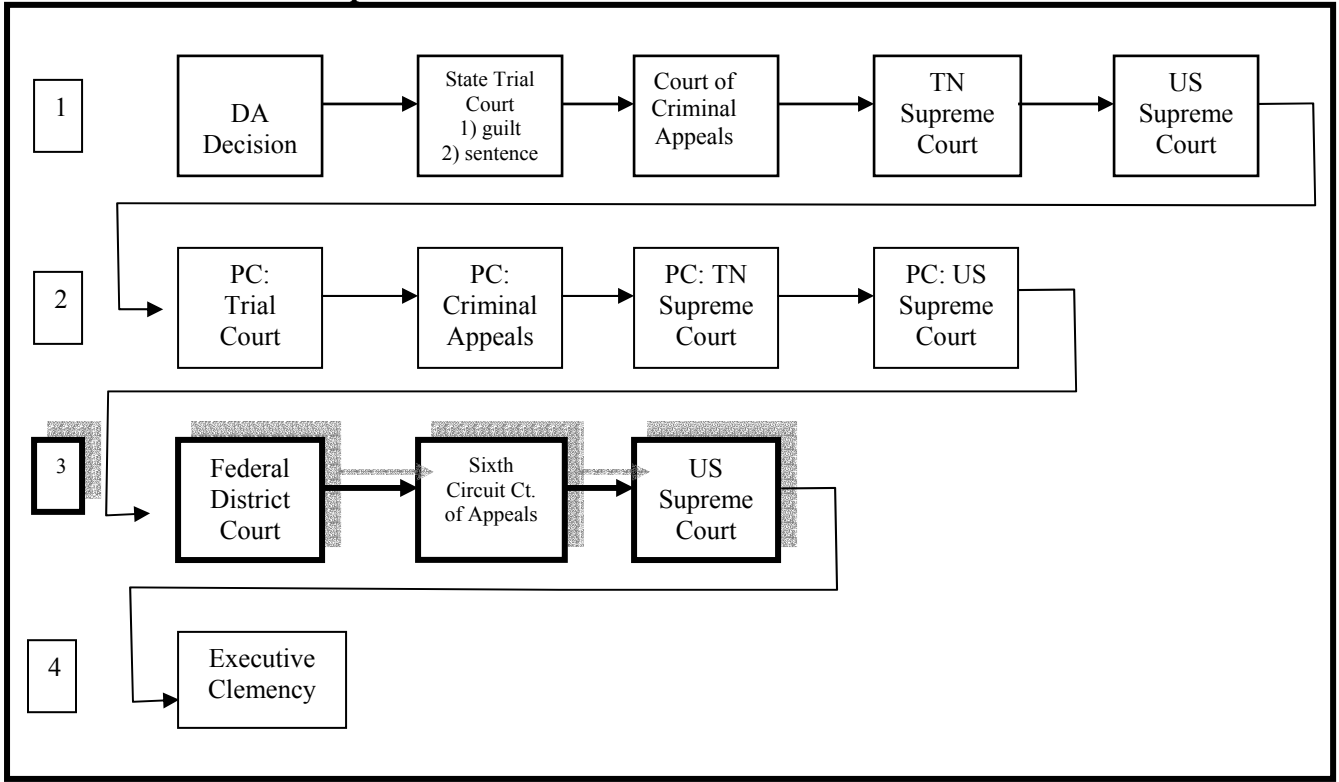 1
DA
Decision
State Trial
Court
1) guilt
2) sentence
Court of
Criminal
Appeals
TN
Supreme
Court
US
Supreme
Court
2
PC:
Trial
Court
PC:
Criminal
Appeals
PC: TN
Supreme
Court
PC: US
Supreme
Court
3
Federal
District
Court
Sixth
Circuit Ct.
of Appeals
US
Supreme
Court
4
Executive
Clemency